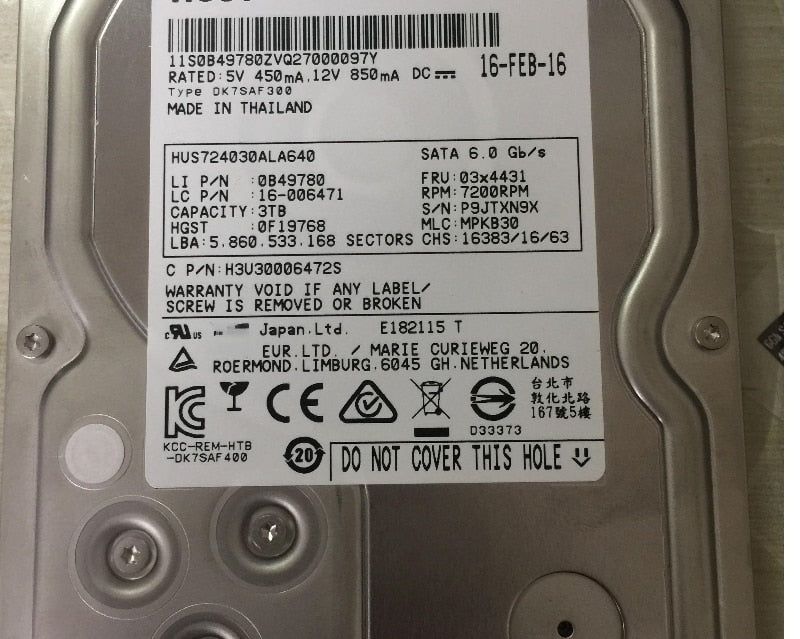 11S0B49780ZVQ27000097Y
RATED:5V 450mA,12V 850mA DC
16-FEB-16
Type DK7SAF300
MADE IN THAILAND
HUS724030ALA640 SATA 6.0 Gb/s
LI P/N :0B49780 FRU:03x4431
LC P/N :16-006471 RPM:7200RPM
CAPACITY:3TB S/N:P9JTXN9X
HGST :0F19768 MLC:MPKB30
LBA:5.860.533.168 SECTORS CHS:16383/16/63
C P/N:H3U30006472S
WARRANTY VOID IF ANY LABEL/
SCREW IS REMOVED OR BROKEN
c RU us Japan.Ltd. E182115 T
EUR.LTD. / MARIE CURIEWEG 20.
ROERMOND.LIMBURG.6045 GH.NETHERLANDS
CE
台北市
敦化北路
167號5樓
D33373
KCC-REM-HTB
-DK7SAF400
20
DO NOT COVER THIS HOLE